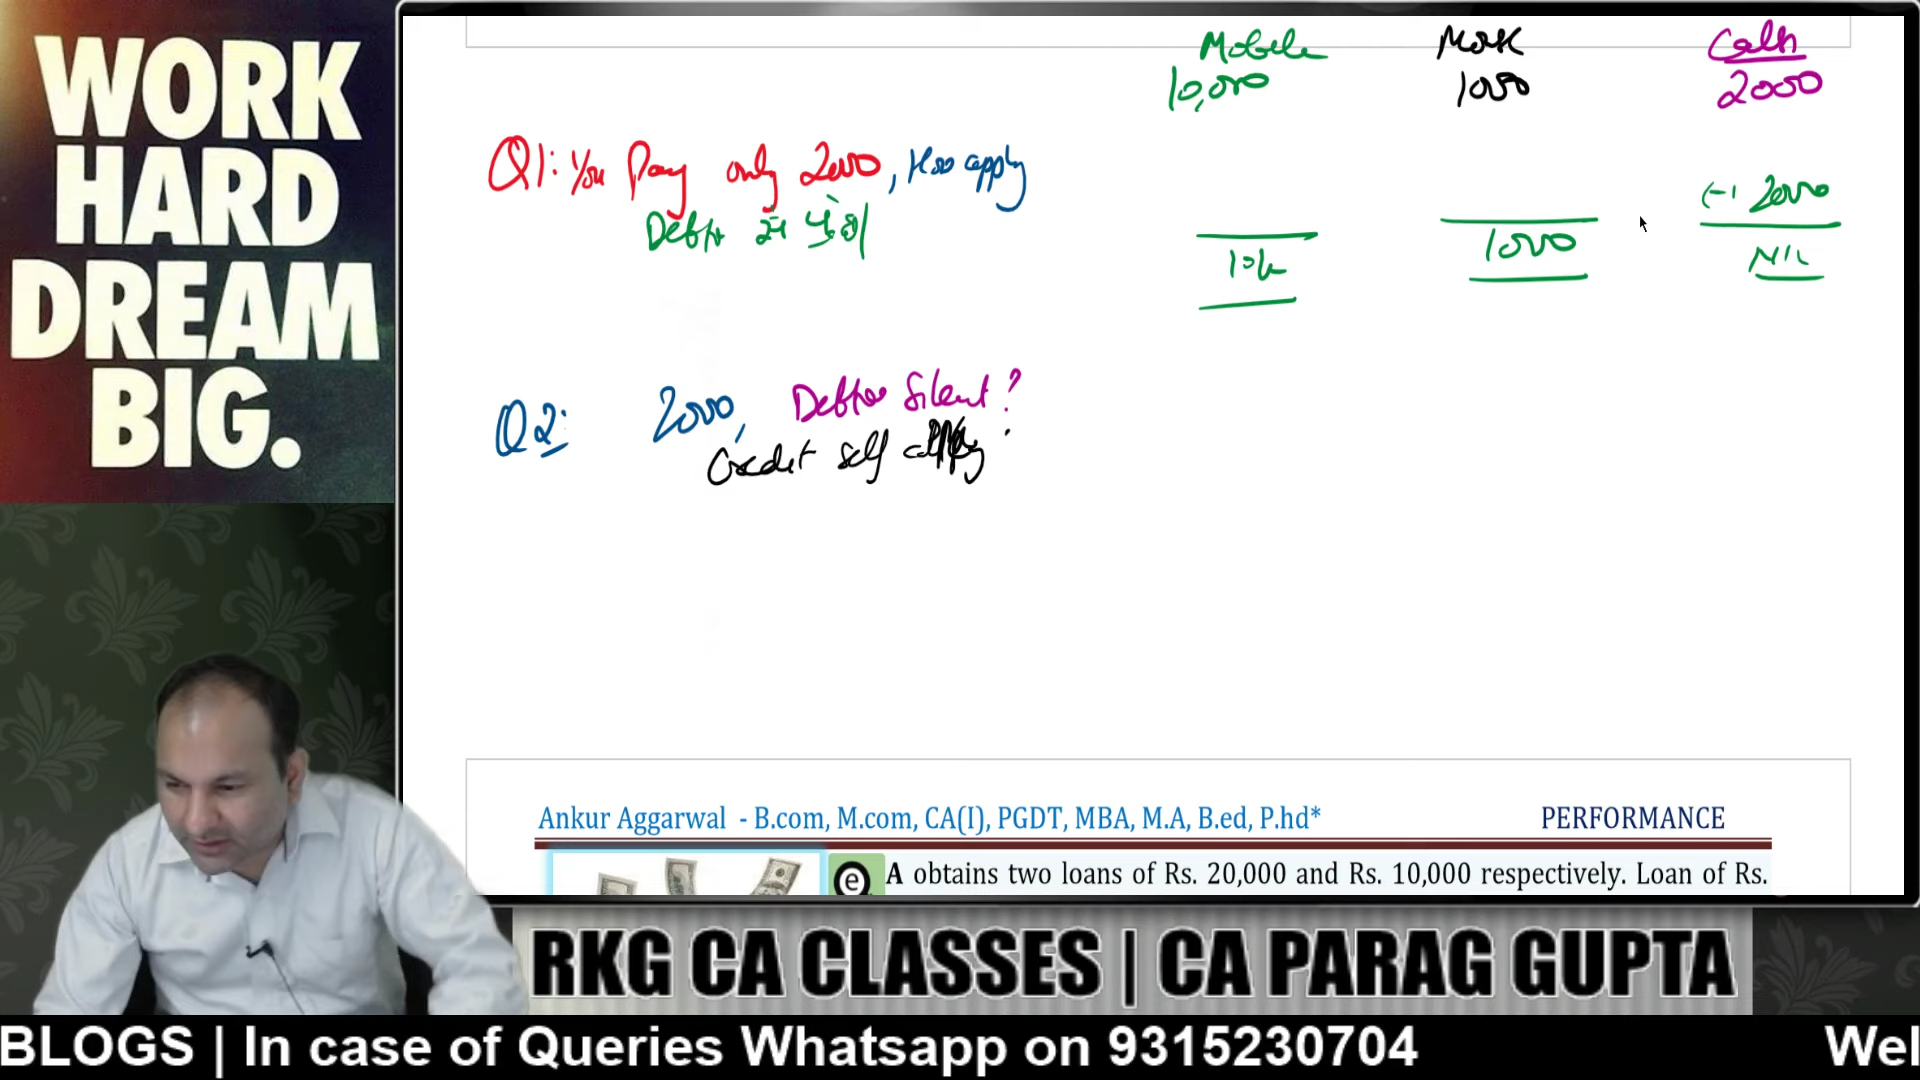 WORK
HARD
DREAM
BIG.
Mobile
10,000
1000
Cash
2000
Q1: You Pay only 2000, How apply
Debtor
(-) 2000
10k
1000
Nil
Q2: 2000, Debtor Silent?
Credit self apply
Ankur Aggarwal - B.com, M.com, CA(I), PGDT, MBA, M.A, B.ed, P.hd*
PERFORMANCE
e
A obtains two loans of Rs. 20,000 and Rs. 10,000 respectively. Loan of Rs.
RKG CA CLASSES | CA PARAG GUPTA
BLOGS | In case of Queries Whatsapp on 9315230704
Wel